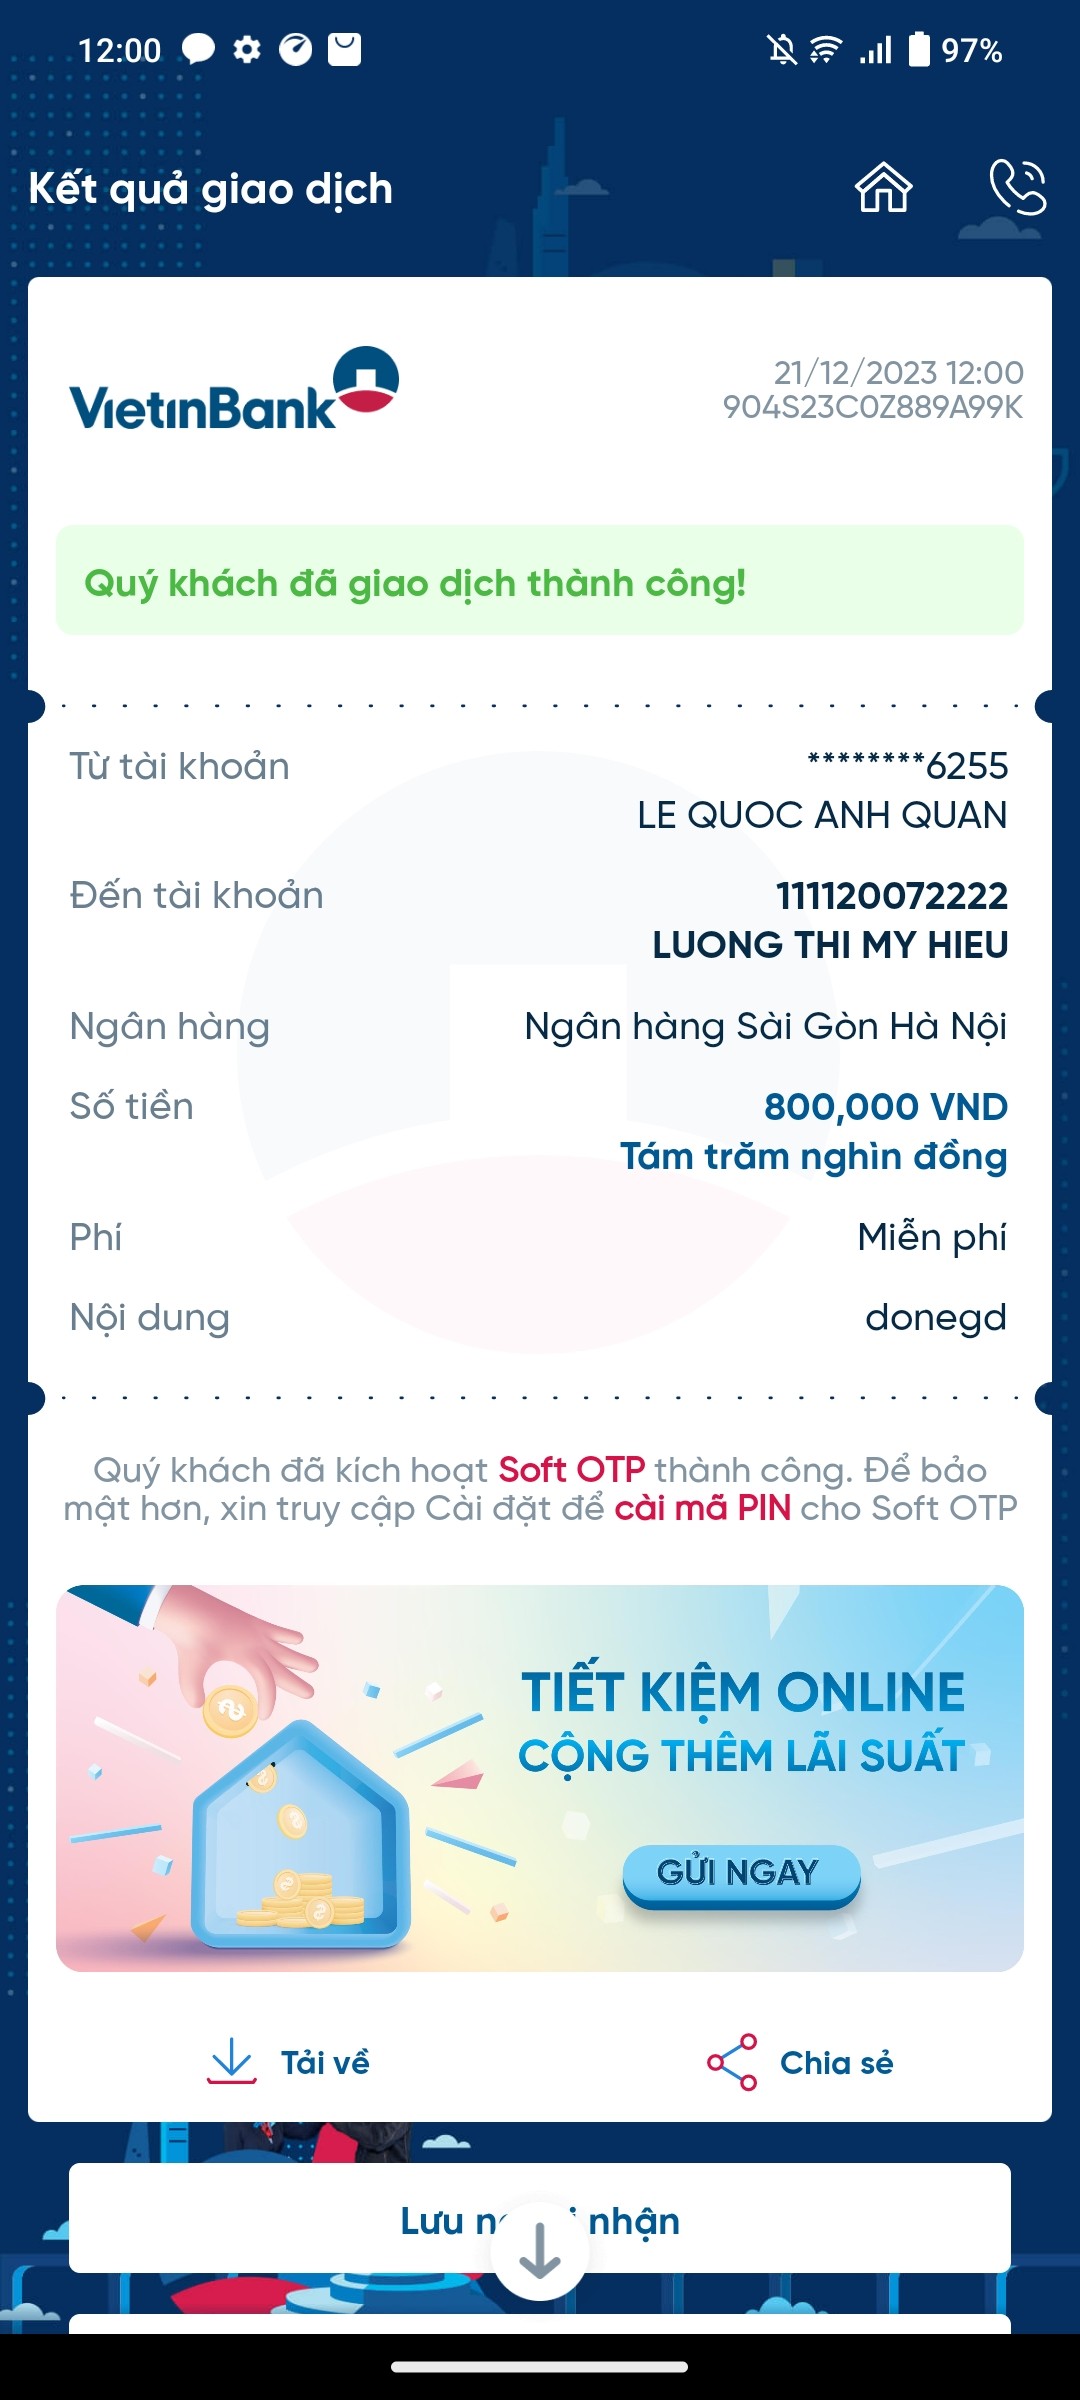 12:00
97%
Kết quả giao dịch
VietinBank
21/12/2023 12:00
904S23C0Z889A99K
Quý khách đã giao dịch thành công!
Từ tài khoản
********6255
LE QUOC ANH QUAN
Đến tài khoản
111120072222
LUONG THI MY HIEU
Ngân hàng
Ngân hàng Sài Gòn Hà Nội
Số tiền
800,000 VND
Tám trăm nghìn đồng
Phí
Miễn phí
Nội dung
donegd
Quý khách đã kích hoạt Soft OTP thành công. Để bảo
mật hơn, xin truy cập Cài đặt để cài mã PIN cho Soft OTP
TIẾT KIỆM ONLINE
CỘNG THÊM LÃI SUẤT
GỬI NGAY
Tải về
Chia sẻ
Lưu nhận